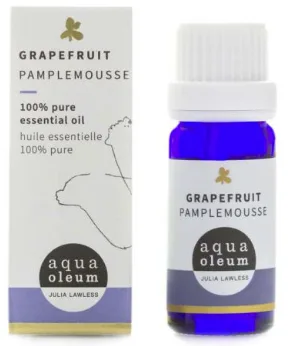 GRAPEFRUIT
PAMPLEMOUSSE
100% pure
essential oil
huile essentielle
100% pure
aqua
oleum
JULIA LAWLESS
GRAPEFRUIT
PAMPLEMOUSSE
aqua
oleum
JULIA LAWLESS